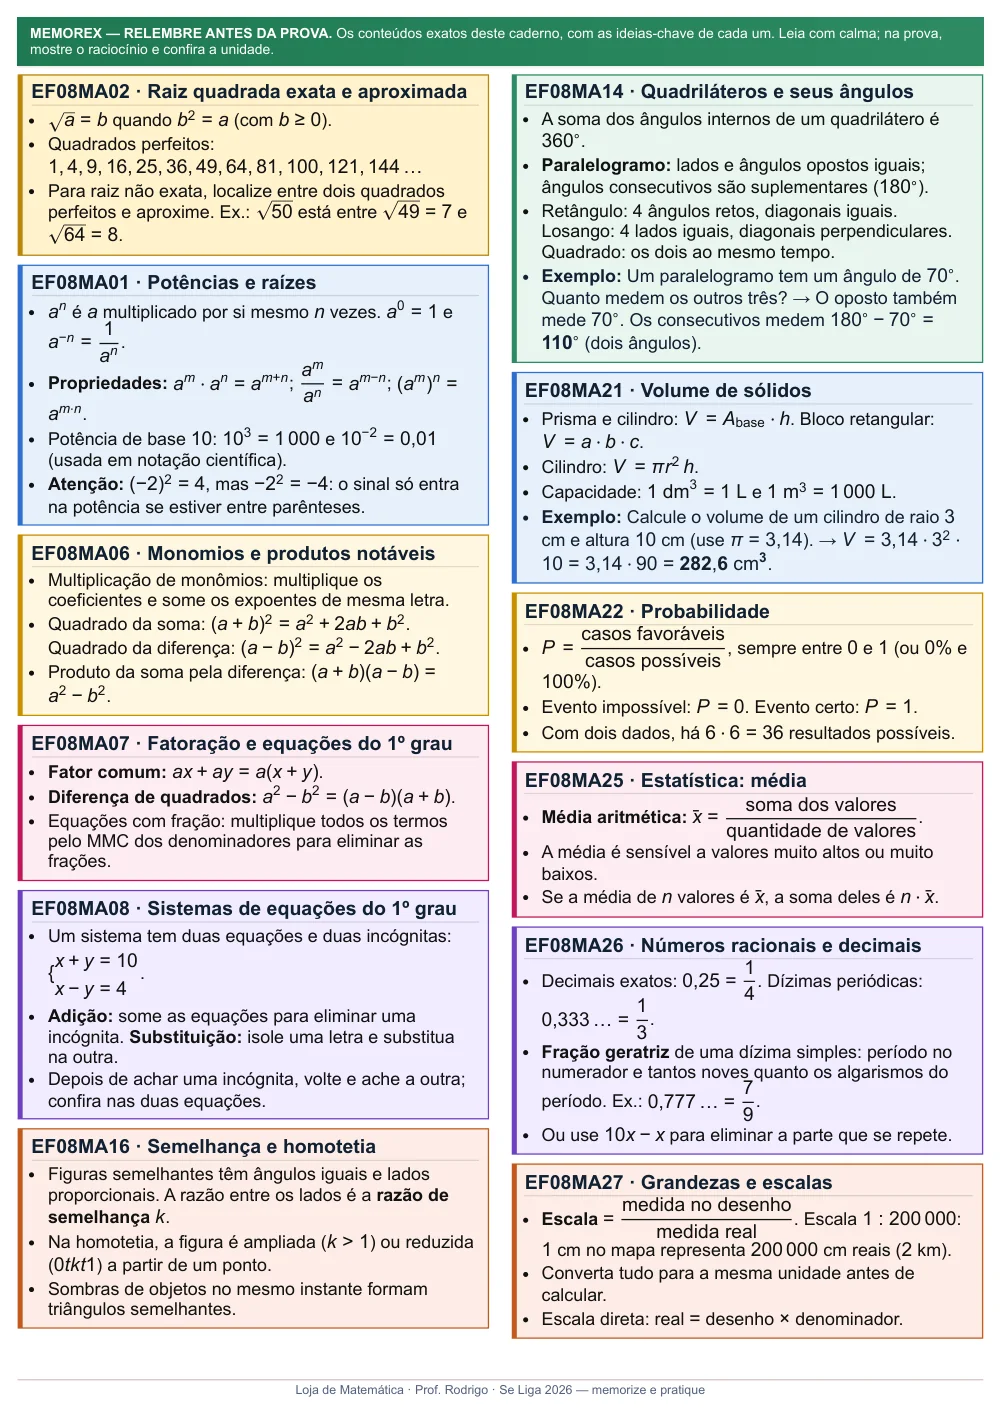 MEMOREX — RELEMBRE ANTES DA PROVA. Os conteúdos exatos deste caderno, com as ideias-chave de cada um. Leia com calma; na prova,
mostre o raciocínio e confira a unidade.
EF08MA02 · Raiz quadrada exata e aproximada
• √a = b quando b² = a (com b ≥ 0).
• Quadrados perfeitos:
1, 4, 9, 16, 25, 36, 49, 64, 81, 100, 121, 144 …
• Para raiz não exata, localize entre dois quadrados
perfeitos e aproxime. Ex.: √50 está entre √49 = 7 e
√64 = 8.
EF08MA01 · Potências e raízes
• aⁿ é a multiplicado por si mesmo n vezes. a⁰ = 1 e
a⁻ⁿ = 1/aⁿ.
• Propriedades: aᵐ · aⁿ = aᵐ⁺ⁿ; aᵐ/aⁿ = aᵐ⁻ⁿ; (aᵐ)ⁿ =
a^{m·n}.
• Potência de base 10: 10³ = 1 000 e 10⁻² = 0,01
(usada em notação científica).
• Atenção: (−2)² = 4, mas −2² = −4: o sinal só entra
na potência se estiver entre parênteses.
EF08MA06 · Monomios e produtos notáveis
• Multiplicação de monômios: multiplique os
coeficientes e some os expoentes de mesma letra.
• Quadrado da soma: (a + b)² = a² + 2ab + b².
Quadrado da diferença: (a − b)² = a² − 2ab + b².
• Produto da soma pela diferença: (a + b)(a − b) =
a² − b².
EF08MA07 · Fatoração e equações do 1º grau
• Fator comum: ax + ay = a(x + y).
• Diferença de quadrados: a² − b² = (a − b)(a + b).
• Equações com fração: multiplique todos os termos
pelo MMC dos denominadores para eliminar as
frações.
EF08MA08 · Sistemas de equações do 1º grau
• Um sistema tem duas equações e duas incógnitas:
{x + y = 10
x − y = 4 .
• Adição: some as equações para eliminar uma
incógnita. Substituição: isole uma letra e substitua
na outra.
• Depois de achar uma incógnita, volte e ache a outra;
confira nas duas equações.
EF08MA16 · Semelhança e homotetia
• Figuras semelhantes têm ângulos iguais e lados
proporcionais. A razão entre os lados é a razão de
semelhança k.
• Na homotetia, a figura é ampliada (k > 1) ou reduzida
(0tkt1) a partir de um ponto.
• Sombras de objetos no mesmo instante formam
triângulos semelhantes.
EF08MA14 · Quadriláteros e seus ângulos
• A soma dos ângulos internos de um quadrilátero é
360°.
• Paralelogramo: lados e ângulos opostos iguais;
ângulos consecutivos são suplementares (180°).
• Retângulo: 4 ângulos retos, diagonais iguais.
Losango: 4 lados iguais, diagonais perpendiculares.
Quadrado: os dois ao mesmo tempo.
• Exemplo: Um paralelogramo tem um ângulo de 70°.
Quanto medem os outros três? → O oposto também
mede 70°. Os consecutivos medem 180° − 70° =
110° (dois ângulos).
EF08MA21 · Volume de sólidos
• Prisma e cilindro: V = A_base · h. Bloco retangular:
V = a · b · c.
• Cilindro: V = πr² h.
• Capacidade: 1 dm³ = 1 L e 1 m³ = 1 000 L.
• Exemplo: Calcule o volume de um cilindro de raio 3
cm e altura 10 cm (use π = 3,14). → V = 3,14 · 3² ·
10 = 3,14 · 90 = 282,6 cm³.
EF08MA22 · Probabilidade
• P = casos favoráveis/casos possíveis, sempre entre 0 e 1 (ou 0% e
100%).
• Evento impossível: P = 0. Evento certo: P = 1.
• Com dois dados, há 6 · 6 = 36 resultados possíveis.
EF08MA25 · Estatística: média
• Média aritmética: x̄ = soma dos valores/quantidade de valores.
• A média é sensível a valores muito altos ou muito
baixos.
• Se a média de n valores é x̄, a soma deles é n · x̄.
EF08MA26 · Números racionais e decimais
• Decimais exatos: 0,25 = 1/4. Dízimas periódicas:
0,333 … = 1/3.
• Fração geratriz de uma dízima simples: período no
numerador e tantos noves quanto os algarismos do
período. Ex.: 0,777 … = 7/9.
• Ou use 10x − x para eliminar a parte que se repete.
EF08MA27 · Grandezas e escalas
• Escala = medida no desenho/medida real. Escala 1 : 200 000:
1 cm no mapa representa 200 000 cm reais (2 km).
• Converta tudo para a mesma unidade antes de
calcular.
• Escala direta: real = desenho × denominador.
Loja de Matemática · Prof. Rodrigo · Se Liga 2026 — memorize e pratique